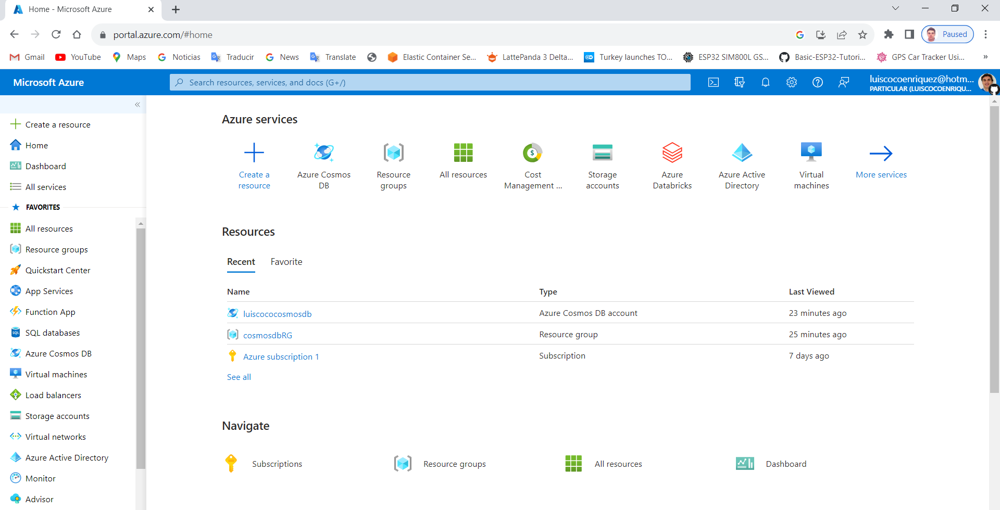 Home - Microsoft Azure
portal.azure.com/#home
Paused
Gmail
YouTube
Maps
Noticias
Traducir
News
Translate
Elastic Container Se...
LattePanda 3 Delta...
Turkey launches TO...
ESP32 SIM800L GS...
Basic-ESP32-Tutori...
GPS Car Tracker Usi...
»
Microsoft Azure
Search resources, services, and docs (G+/)
luiscocoenriquez@hotm...
PARTICULAR (LUISCOCOENRIQU...
Create a resource
Home
Dashboard
All services
FAVORITES
All resources
Resource groups
Quickstart Center
App Services
Function App
SQL databases
Azure Cosmos DB
Virtual machines
Load balancers
Storage accounts
Virtual networks
Azure Active Directory
Monitor
Advisor
Azure services
Create a
resource
Azure Cosmos
DB
Resource
groups
All resources
Cost
Management ...
Storage
accounts
Azure
Databricks
Azure Active
Directory
Virtual
machines
More services
Resources
Recent
Favorite
Name
Type
Last Viewed
luiscococosmosdb
Azure Cosmos DB account
23 minutes ago
cosmosdbRG
Resource group
25 minutes ago
Azure subscription 1
Subscription
7 days ago
See all
Navigate
Subscriptions
Resource groups
All resources
Dashboard